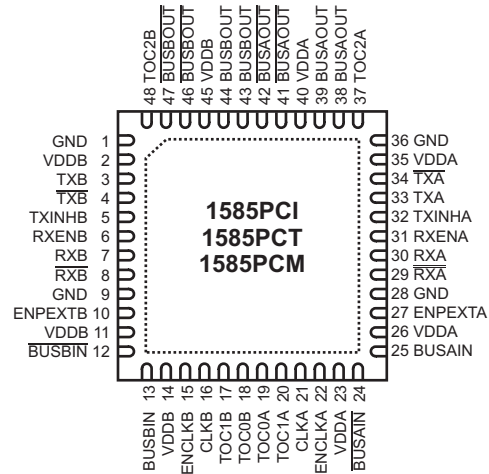 48 TOC2B
47 BUSBOUT
46 BUSBOUT
45 VDDB
44 BUSBOUT
43 BUSBOUT
42 BUSAOUT
41 BUSAOUT
40 VDDA
39 BUSAOUT
38 BUSAOUT
37 TOC2A
GND 1
VDDB 2
TXB 3
TXB 4
TXINHB 5
RXENB 6
RXB 7
RXB 8
GND 9
ENPEXTB 10
VDDB 11
BUSBIN 12
1585PCI
1585PCT
1585PCM
36 GND
35 VDDA
34 TXA
33 TXA
32 TXINHA
31 RXENA
30 RXA
29 RXA
28 GND
27 ENPEXTA
26 VDDA
25 BUSAIN
BUSBIN 13
VDDB 14
ENCLKB 15
CLKB 16
TOC1B 17
TOC0B 18
TOC0A 19
TOC1A 20
CLKA 21
ENCLKA 22
VDDA 23
BUSAIN 24